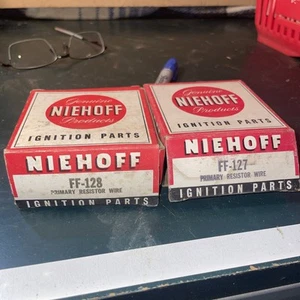 Genuine
NIEHOFF
Products
IGNITION PARTS
NIEHOFF
FF-128
PRIMARY RESISTOR WIRE
IGNITION PARTS
Genuine
NIEHOFF
Products
IGNITION PARTS
NIEHOFF
FF-127
PRIMARY RESISTOR WIRE
IGNITION PARTS